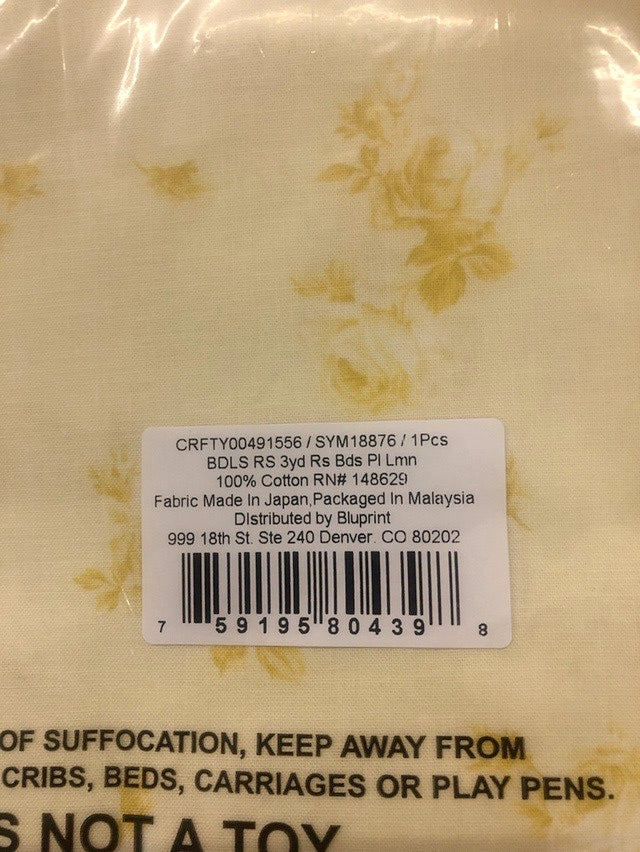 CRFTY00491556 / SYM18876 / 1Pcs
BDLS RS 3yd Rs Bds Pl Lmn
100% Cotton RN# 148629
Fabric Made In Japan,Packaged In Malaysia
Distributed by Bluprint
999 18th St. Ste 240 Denver. CO 80202
7 59195 80439 8
OF SUFFOCATION, KEEP AWAY FROM
CRIBS, BEDS, CARRIAGES OR PLAY PENS.
S NOT A TOY